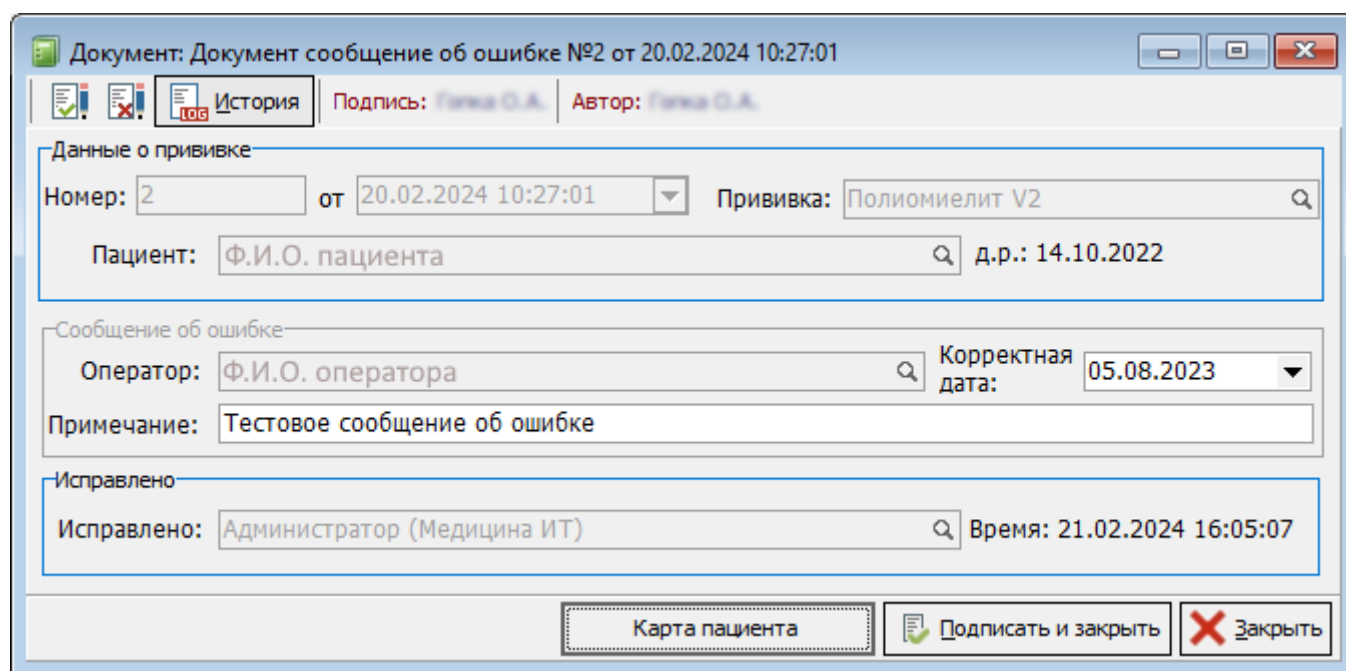 Документ: Документ сообщение об ошибке №2 от 20.02.2024 10:27:01
LOG История Подпись: Автор:
Данные о прививке
Номер: 2 от 20.02.2024 10:27:01 Прививка: Полиомиелит V2
Пациент: Ф.И.О. пациента д.р.: 14.10.2022
Сообщение об ошибке
Оператор: Ф.И.О. оператора Корректная дата: 05.08.2023
Примечание: Тестовое сообщение об ошибке
Исправлено
Исправлено: Администратор (Медицина ИТ) Время: 21.02.2024 16:05:07
Карта пациента Подписать и закрыть Закрыть